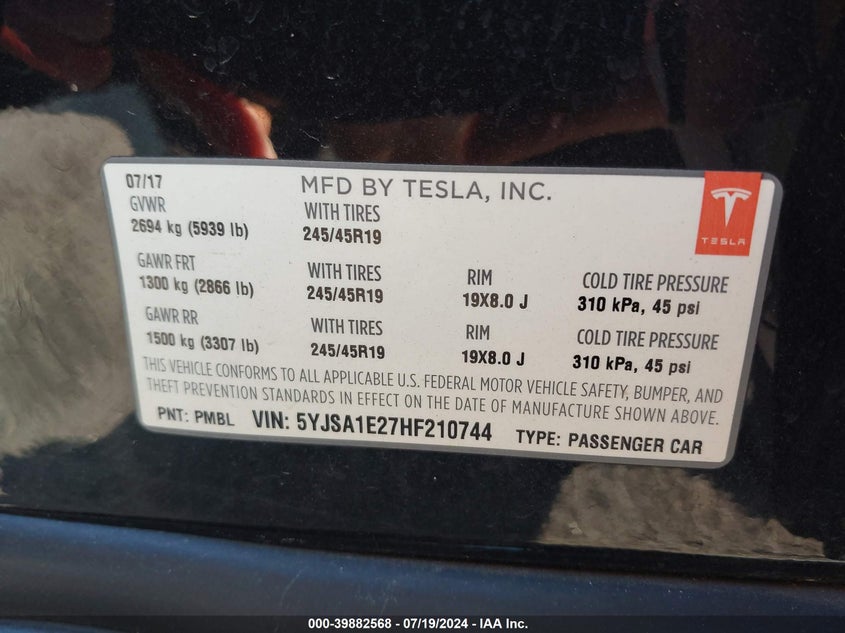 07/17 MFD BY TESLA, INC.
GVWR WITH TIRES
2694 kg (5939 lb) 245/45R19
TESLA
GAWR FRT WITH TIRES RIM COLD TIRE PRESSURE
1300 kg (2866 lb) 245/45R19 19X8.0 J 310 kPa, 45 psi
GAWR RR WITH TIRES RIM COLD TIRE PRESSURE
1500 kg (3307 lb) 245/45R19 19X8.0 J 310 kPa, 45 psi
THIS VEHICLE CONFORMS TO ALL APPLICABLE U.S. FEDERAL MOTOR VEHICLE SAFETY, BUMPER, AND
THEFT PREVENTION STANDARDS IN EFFECT ON THE DATE OF MANUFACTURE SHOWN ABOVE.
PNT: PMBL VIN: 5YJSA1E27HF210744 TYPE: PASSENGER CAR
000-39882568 - 07/19/2024 - IAA Inc.